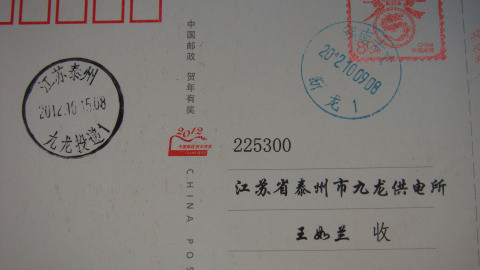 江苏泰州
2012.10.15.08
九龙投递1
中国邮政 贺年有奖
2012
CHINA POS
2012.10.09.08
新龙 1
225300
江苏省泰州市九龙供电所
王如兰 收